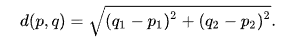 d(p, q) = √((q₁ − p₁)² + (q₂ − p₂)²).